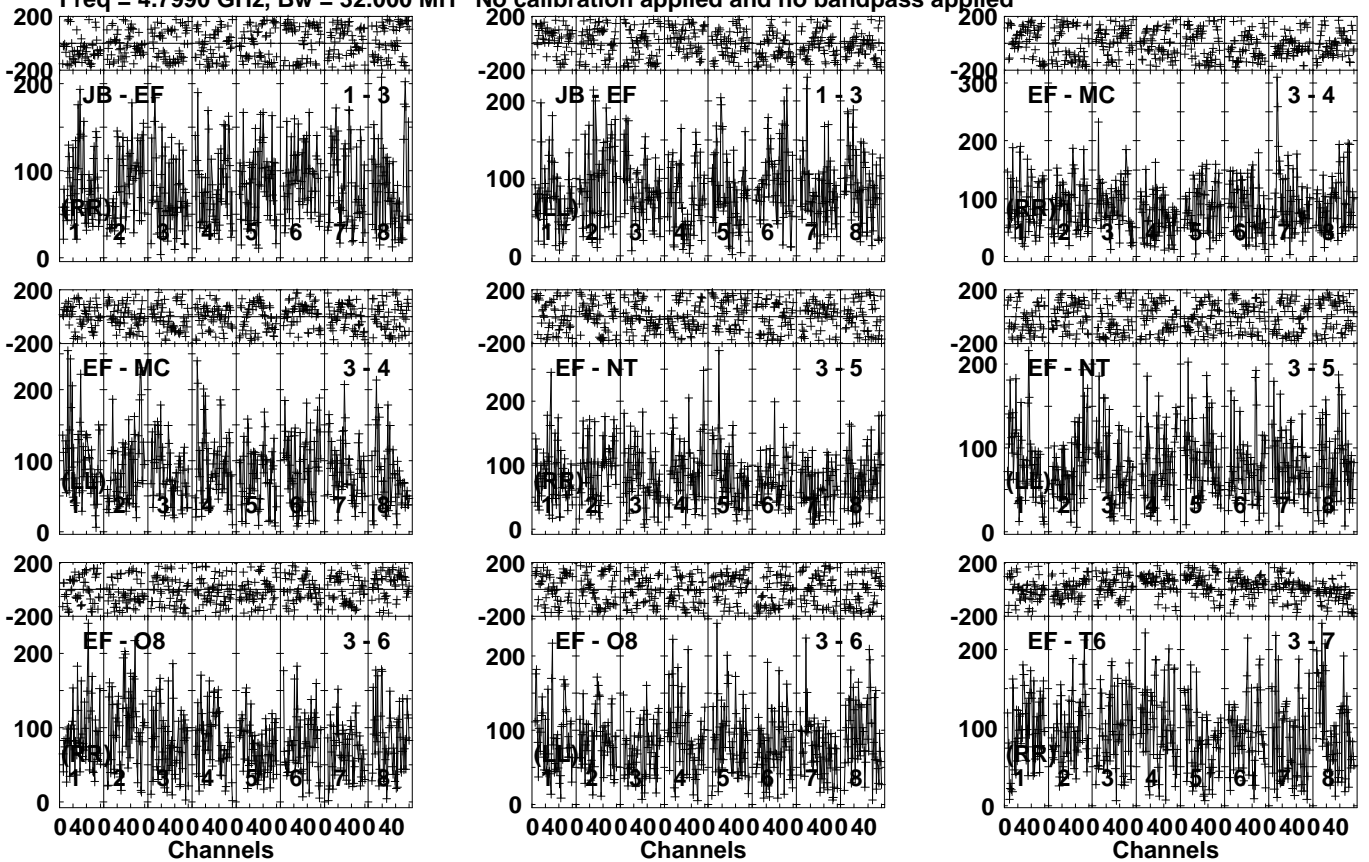 Freq = 4.7990 GHz, Bw = 32.000 MH No calibration applied and no bandpass applied
200 200 200
-200 -200 -200
200 200 300
JB - EF 1 - 3 JB - EF 1 - 3 EF - MC 3 - 4
200
100 100 100
(RR) (LL) (RR)
1 2 3 4 5 6 7 8 1 2 3 4 5 6 7 8 1 2 3 4 5 6 7 8
0 0 0
200 200 200
-200 -200 -200
EF - MC 3 - 4 EF - NT 3 - 5 EF - NT 3 - 5
200 200 200
100 100 100
(LL) (RR) (LL)
1 2 3 4 5 6 7 8 1 2 3 4 5 6 7 8 1 2 3 4 5 6 7 8
0 0 0
200 200 200
-200 -200 -200
EF - O8 3 - 6 EF - O8 3 - 6 EF - T6 3 - 7
200 200 200
100 100 100
(RR) (LL) (RR)
1 2 3 4 5 6 7 8 1 2 3 4 5 6 7 8 1 2 3 4 5 6 7 8
0 0 0
0 40 0 40 0 40 0 40 0 40 0 40 0 40 0 40 0 40 0 40 0 40 0 40 0 40 0 40 0 40 0 40 0 40 0 40 0 40 0 40 0 40 0 40 0 40 0 40
Channels Channels Channels